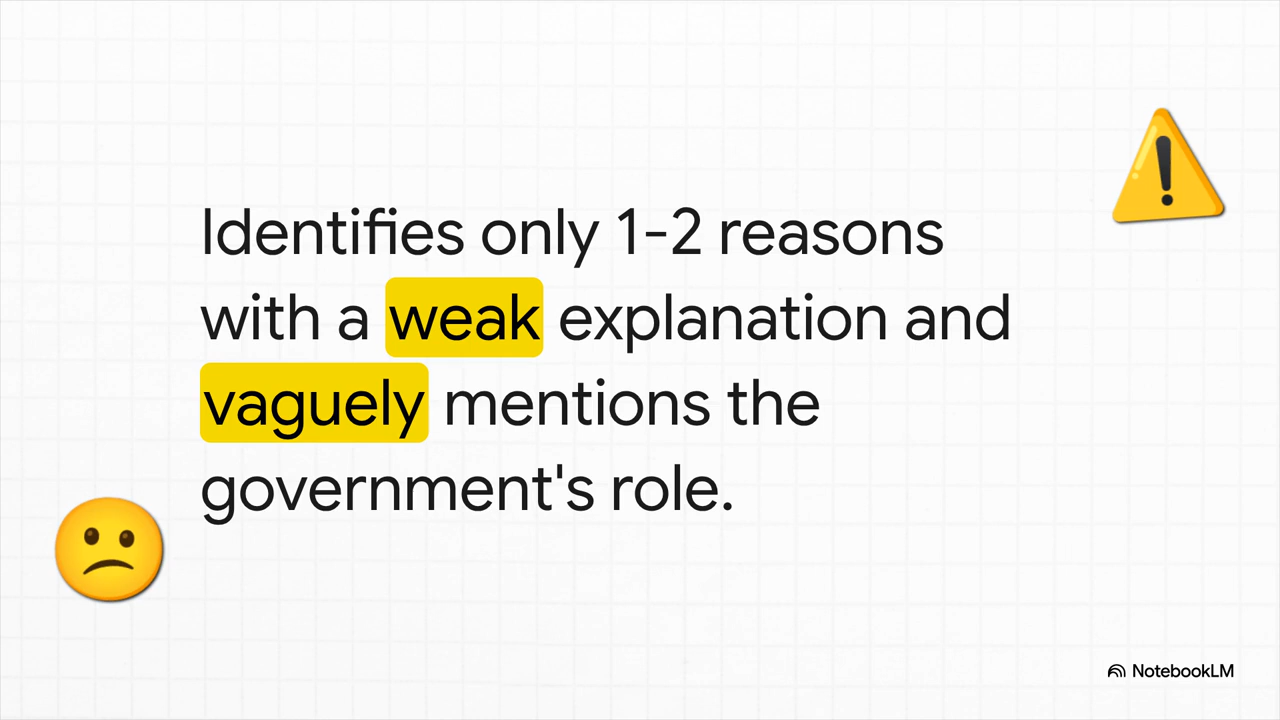 Identifies only 1-2 reasons
with a weak explanation and
vaguely mentions the
government's role.
NotebookLM